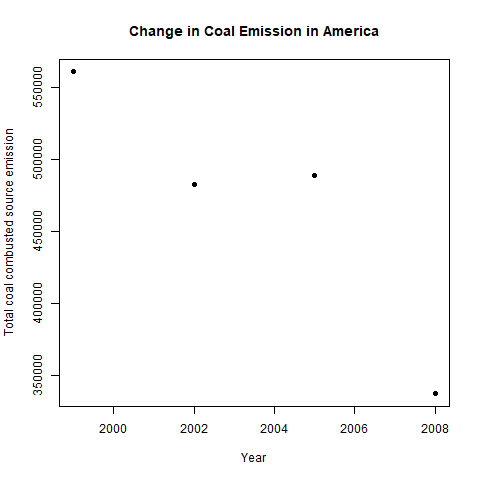 Change in Coal Emission in America
Total coal combusted source emission
550000
500000
450000
400000
350000
2000 2002 2004 2006 2008
Year